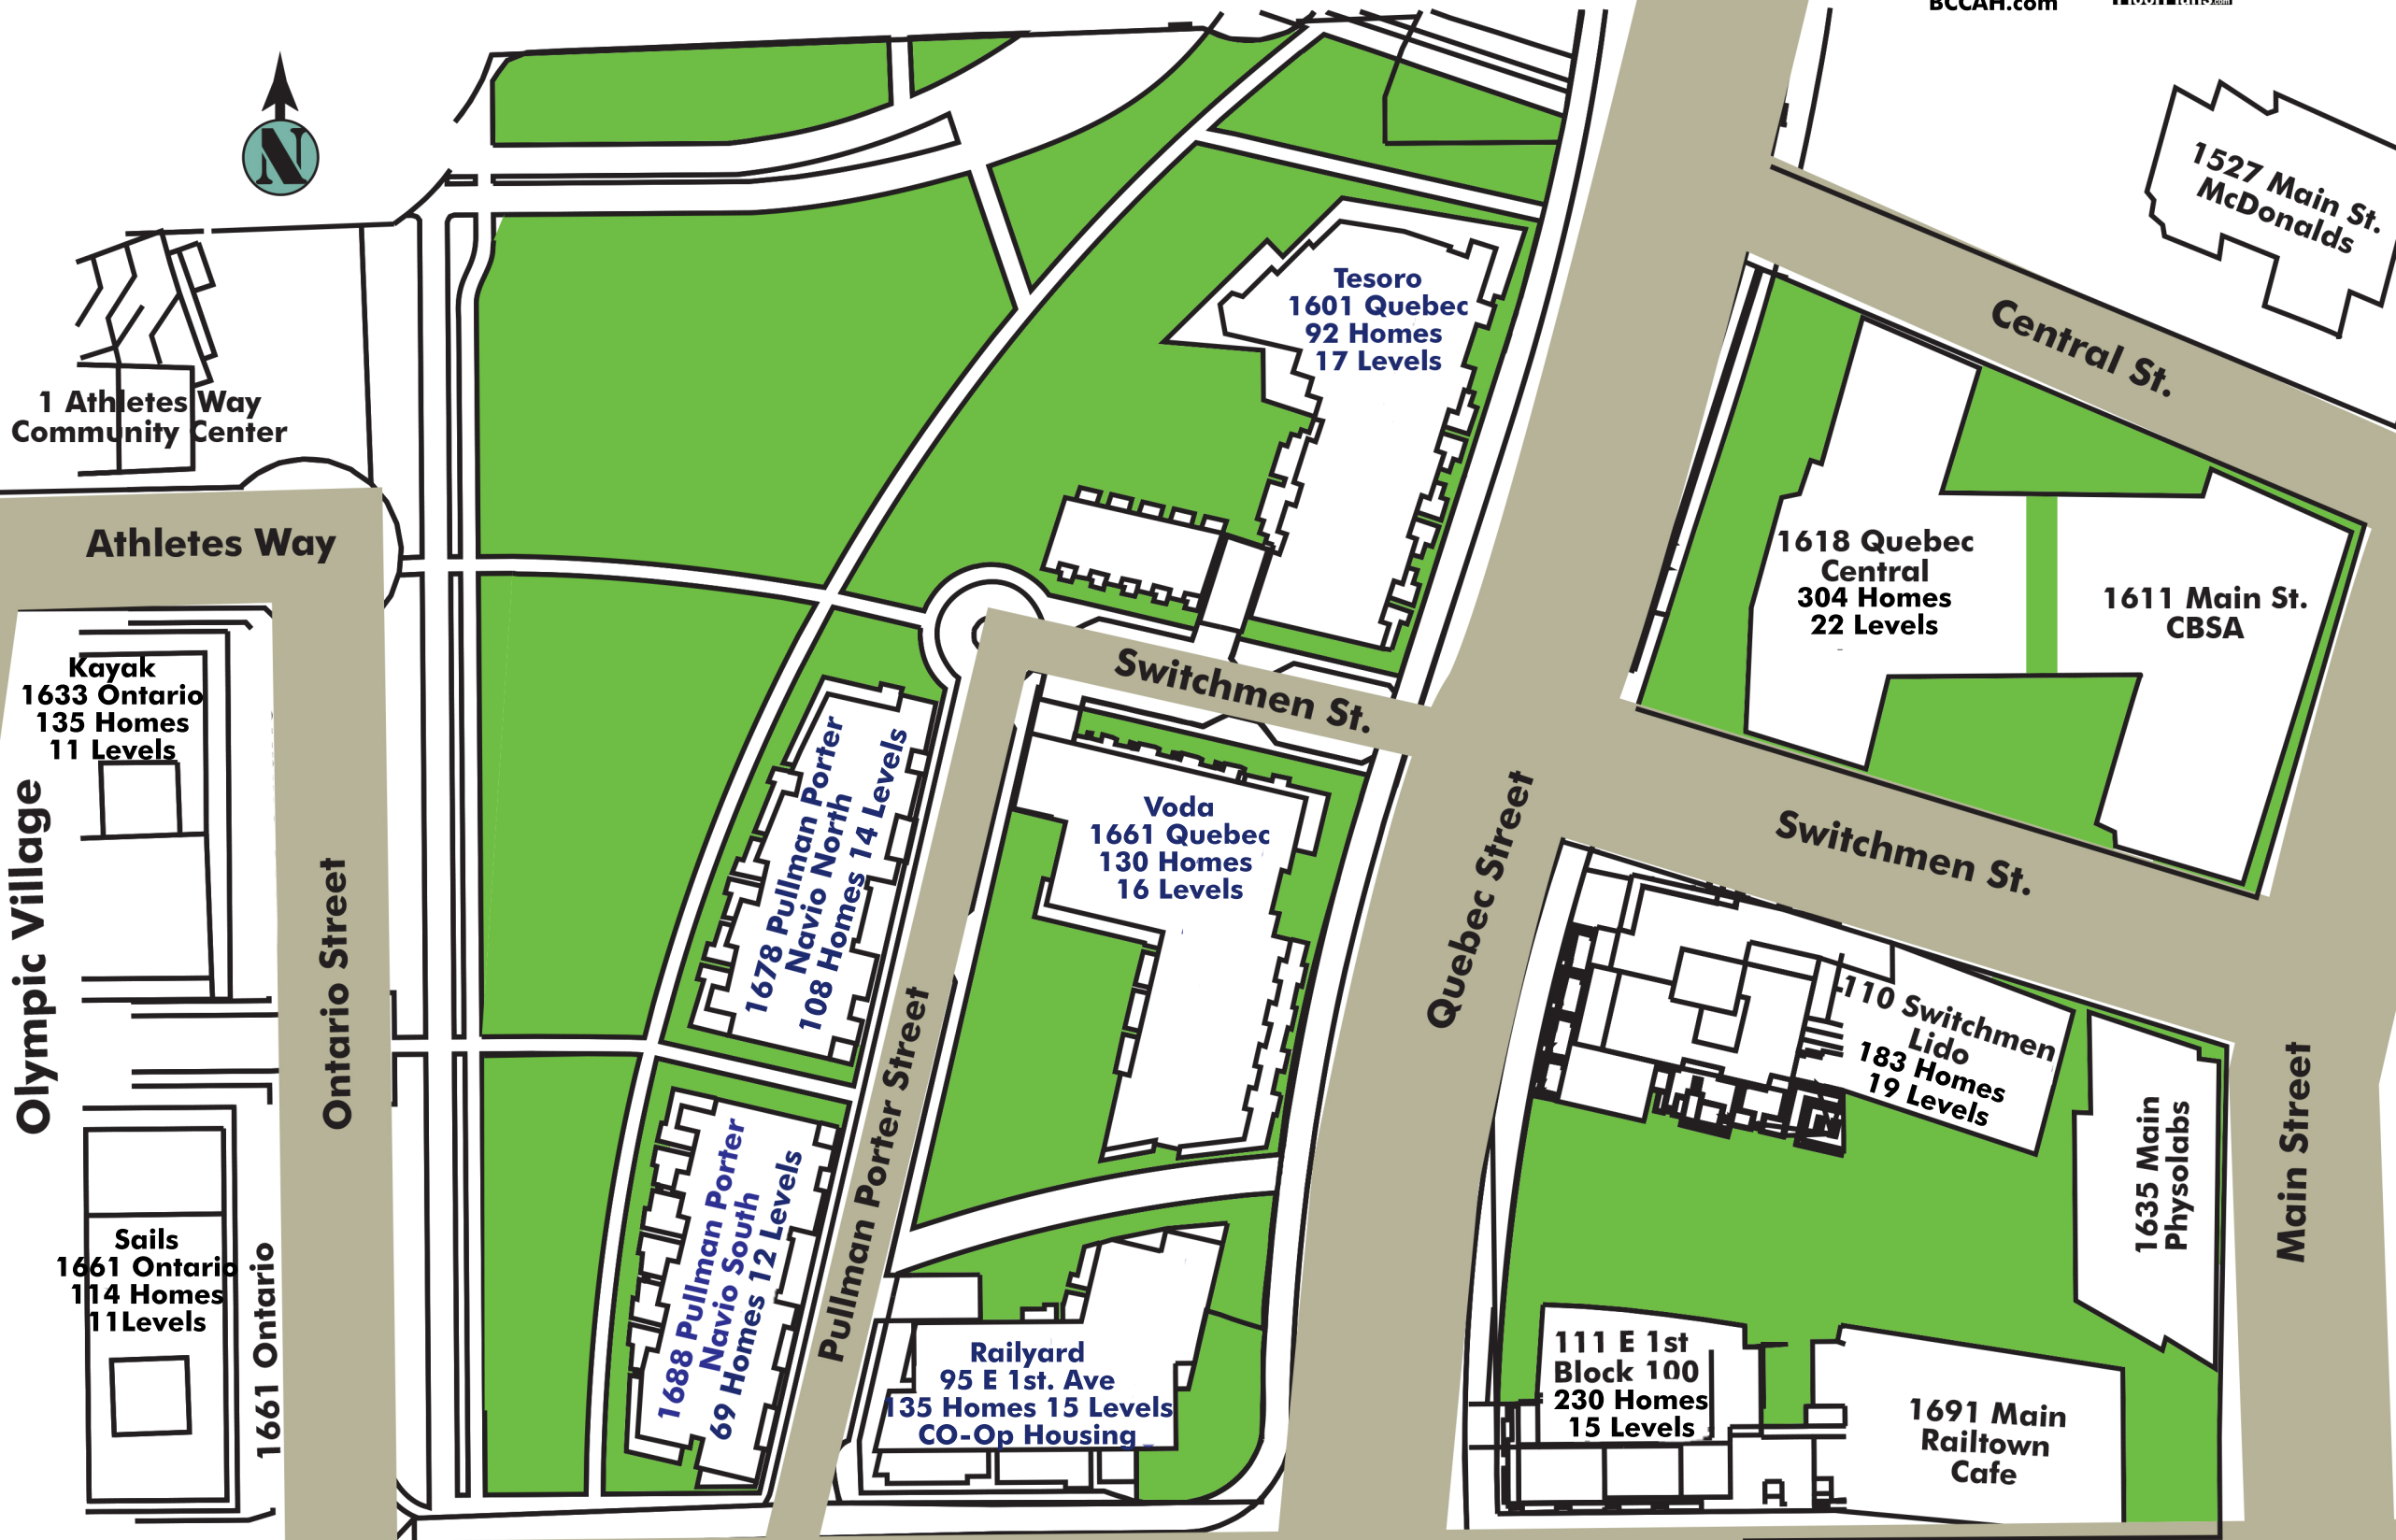 BCCAH.com
N
1527 Main St.
McDonalds
Central St.
Tesoro
1601 Quebec
92 Homes
17 Levels
1 Athletes Way
Community Center
Athletes Way
1618 Quebec
Central
304 Homes
22 Levels
1611 Main St.
CBSA
Switchmen St.
Kayak
1633 Ontario
135 Homes
11 Levels
Olympic Village
Ontario Street
1678 Pullman Porter
Navio North
108 Homes 14 Levels
Voda
1661 Quebec
130 Homes
16 Levels
Quebec Street
Switchmen St.
110 Switchmen
Lido
183 Homes
19 Levels
Pullman Porter Street
1635 Main
Physolabs
Main Street
Sails
1661 Ontario
114 Homes
11Levels
1661 Ontario
1688 Pullman Porter
Navio South
69 Homes 12 Levels
Railyard
95 E 1st. Ave
135 Homes 15 Levels
CO-Op Housing
111 E 1st
Block 100
230 Homes
15 Levels
1691 Main
Railtown
Cafe